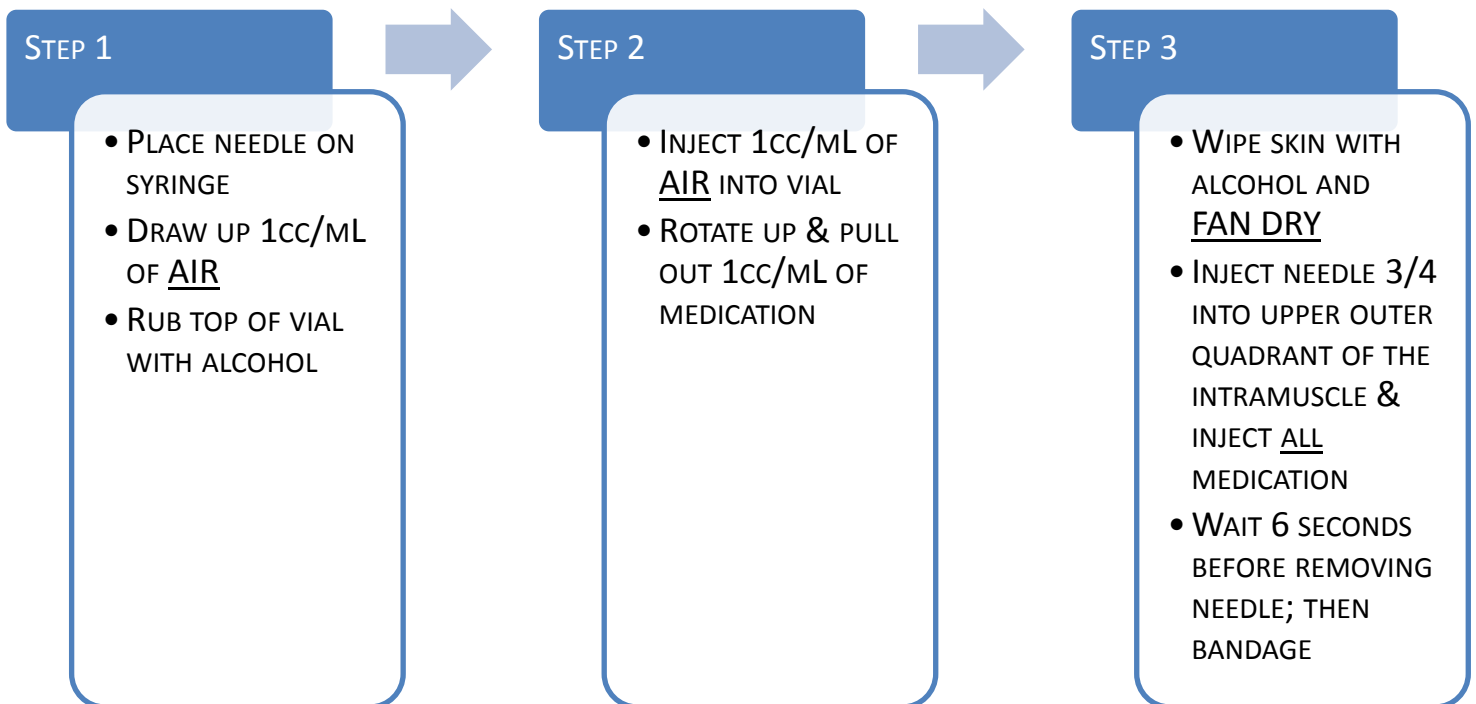 STEP 1
• PLACE NEEDLE ON
SYRINGE
• DRAW UP 1CC/ML
OF AIR
• RUB TOP OF VIAL
WITH ALCOHOL
STEP 2
• INJECT 1CC/ML OF
AIR INTO VIAL
• ROTATE UP & PULL
OUT 1CC/ML OF
MEDICATION
STEP 3
• WIPE SKIN WITH
ALCOHOL AND
FAN DRY
• INJECT NEEDLE 3/4
INTO UPPER OUTER
QUADRANT OF THE
INTRAMUSCLE &
INJECT ALL
MEDICATION
• WAIT 6 SECONDS
BEFORE REMOVING
NEEDLE; THEN
BANDAGE